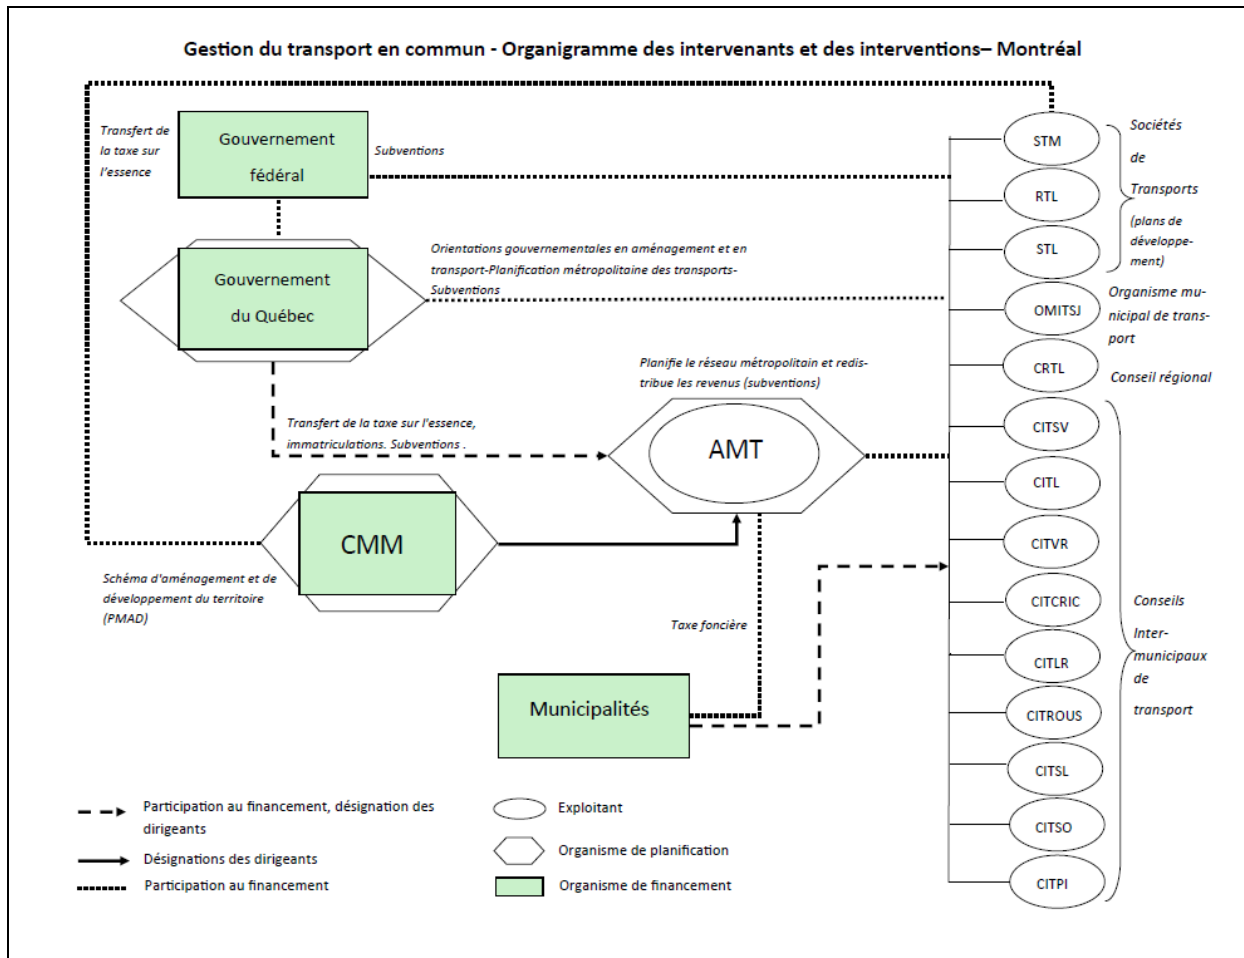 Gestion du transport en commun - Organigramme des intervenants et des interventions– Montréal
Transfert de
la taxe sur
l'essence
Gouvernement
fédéral
Subventions
Gouvernement
du Québec
Orientations gouvernementales en aménagement et en
transport-Planification métropolitaine des transports-
Subventions
Planifie le réseau métropolitain et redis-
tribue les revenus (subventions)
Transfert de la taxe sur l'essence,
immatriculations. Subventions .
AMT
CMM
Schéma d'aménagement et de
développement du territoire
(PMAD)
Taxe foncière
Municipalités
STM
RTL
STL
OMITSJ
CRTL
CITSV
CITL
CITVR
CITCRIC
CITLR
CITROUS
CITSL
CITSO
CITPI
Sociétés
de
Transports
(plans de
développe-
ment)
Organisme mu-
nicipal de trans-
port
Conseil régional
Conseils
Inter-
municipaux
de
transport
Participation au financement, désignation des
dirigeants
Désignations des dirigeants
Participation au financement
Exploitant
Organisme de planification
Organisme de financement